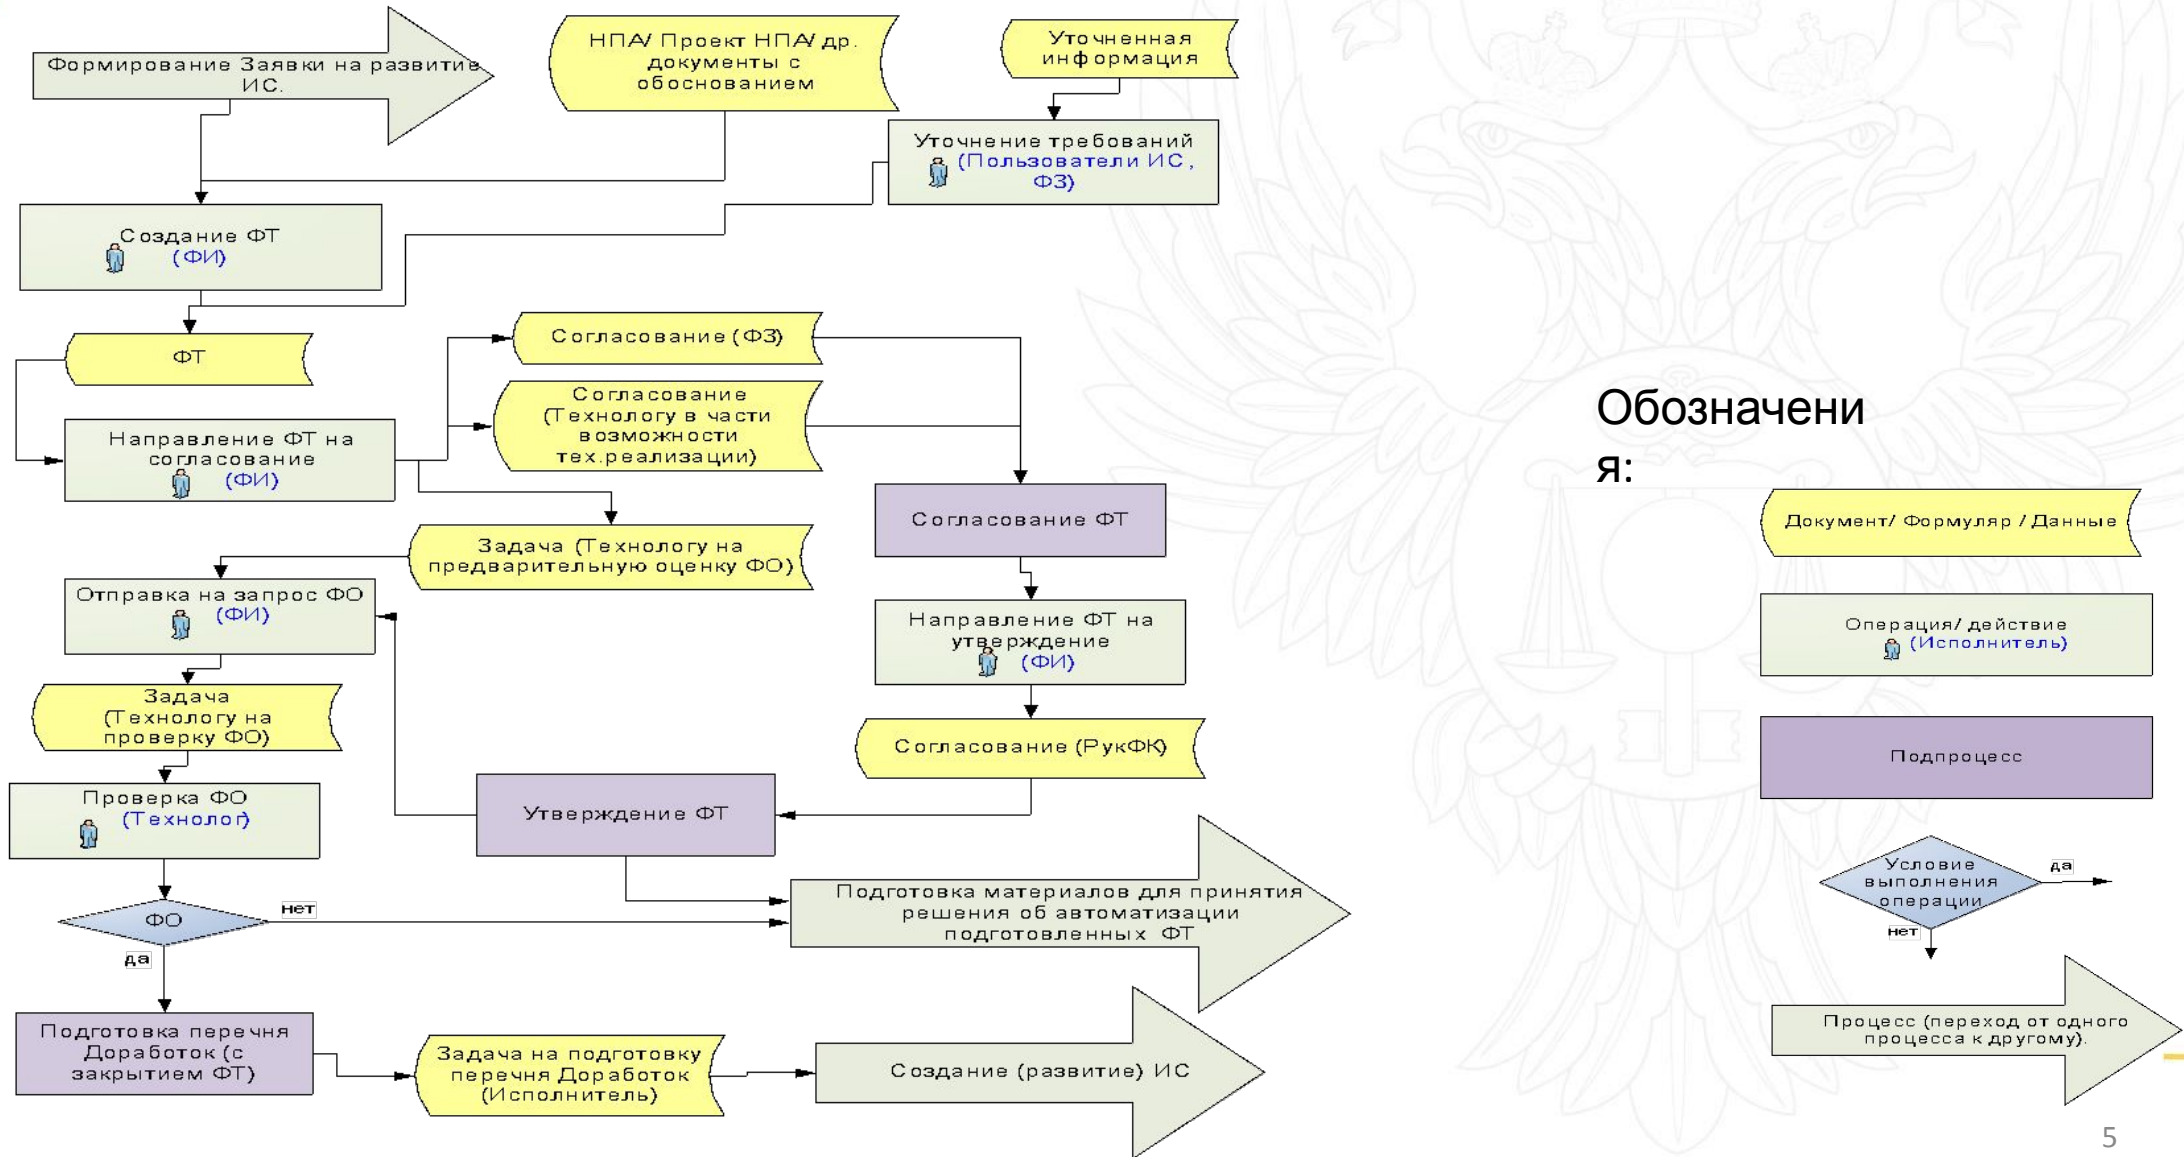 Формирование Заявки на развитие
ИС.
НПА/ Проект НПА/ др.
документы с
обоснованием
Уточненная
информация
Уточнение требований
(Пользователи ИС,
ФЗ)
Создание ФТ
(ФИ)
ФТ
Направление ФТ на
согласование
(ФИ)
Согласование (ФЗ)
Согласование
(Технологу в части
возможности
тех.реализации)
Согласование ФТ
Задача (Технологу на
предварительную оценку ФО)
Отправка на запрос ФО
(ФИ)
Направление ФТ на
утверждение
(ФИ)
Задача
(Технологу на
проверку ФО)
Согласование (РукФК)
Проверка ФО
(Технолог)
Утверждение ФТ
ФО
нет
да
Подготовка материалов для принятия
решения об автоматизации
подготовленных ФТ
Подготовка перечня
Доработок (с
закрытием ФТ)
Задача на подготовку
перечня Доработок
(Исполнитель)
Создание (развитие) ИС
Обозначени
я:
Документ/ Формуляр / Данные
Операция/ действие
(Исполнитель)
Подпроцесс
Условие
выполнения
операции
да
нет
Процесс (переход от одного
процесса к другому).
5